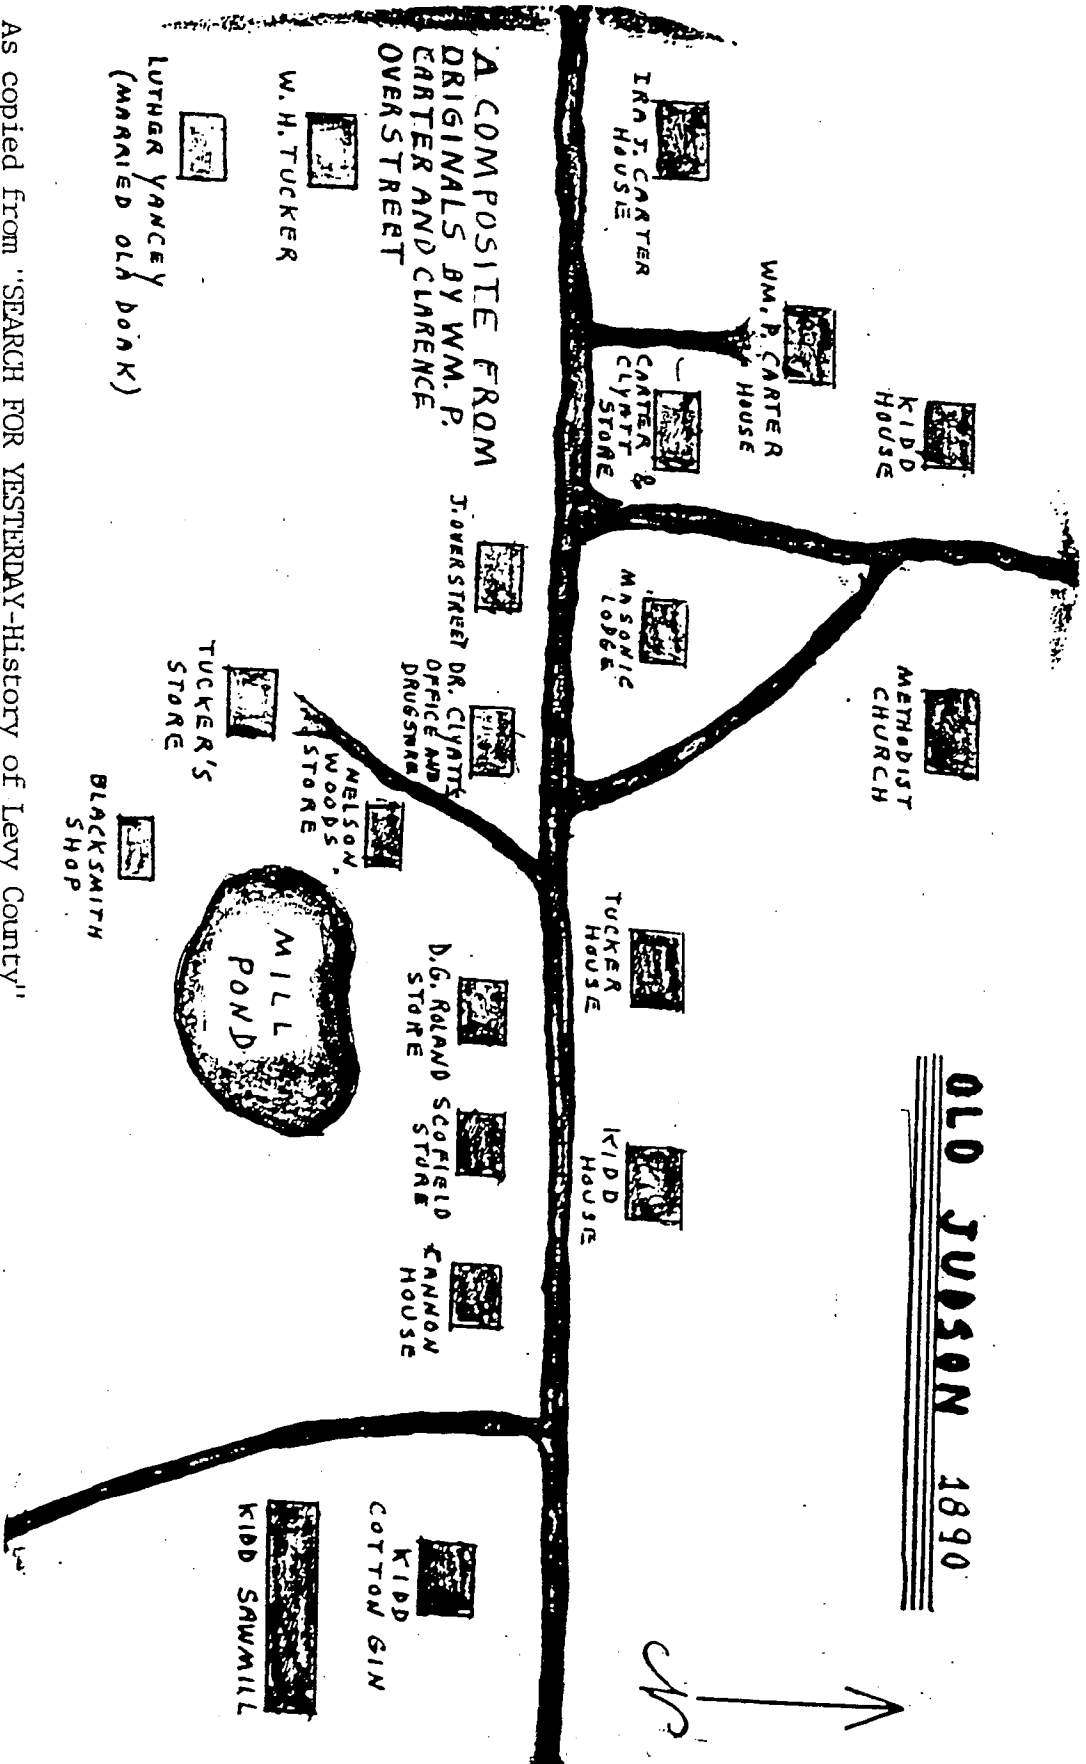 OLD JUDSON 1890
N
KIDD
HOUSE
METHODIST
CHURCH
WM. P. CARTER
HOUSE
IRA J. CARTER
HOUSE
CARTER &
CLYATT
STORE
MASONIC
LODGE
TUCKER
HOUSE
KIDD
HOUSE
A COMPOSITE FROM
ORIGINALS BY WM. P.
CARTER AND CLARENCE
OVERSTREET
J. OVERSTREET
DR. CLYATT'S
OFFICE AND
DRUGSTORE
D.G. ROLAND
STORE
SCOFIELD
STORE
CANNON
HOUSE
KIDD
COTTON GIN
W. H. TUCKER
NELSON
WOODS'
STORE
MILL
POND
KIDD SAWMILL
LUTHER YANCEY
(MARRIED OLA DOAK)
TUCKER'S
STORE
BLACKSMITH
SHOP
As copied from "SEARCH FOR YESTERDAY-History of Levy County"